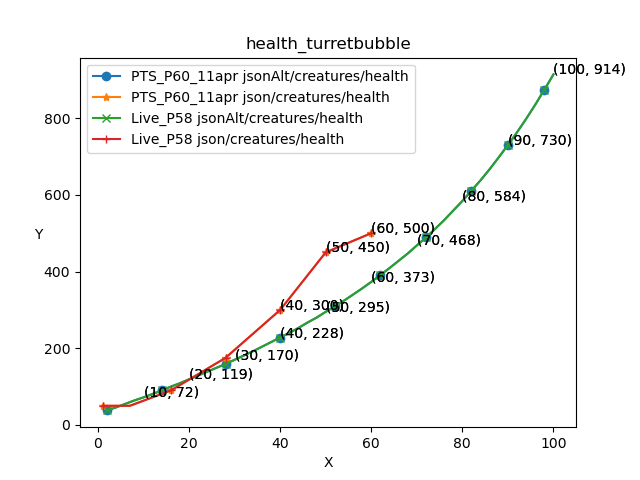 health_turretbubble
PTS_P60_11apr jsonAlt/creatures/health
PTS_P60_11apr json/creatures/health
Live_P58 jsonAlt/creatures/health
Live_P58 json/creatures/health
Y
800
600
400
200
0
(100, 914)
(90, 730)
(80, 584)
(60, 500)
(70, 468)
(50, 450)
(60, 373)
(40, 300)
(50, 295)
(40, 228)
(30, 170)
(20, 119)
(10, 72)
0 20 40 60 80 100
X